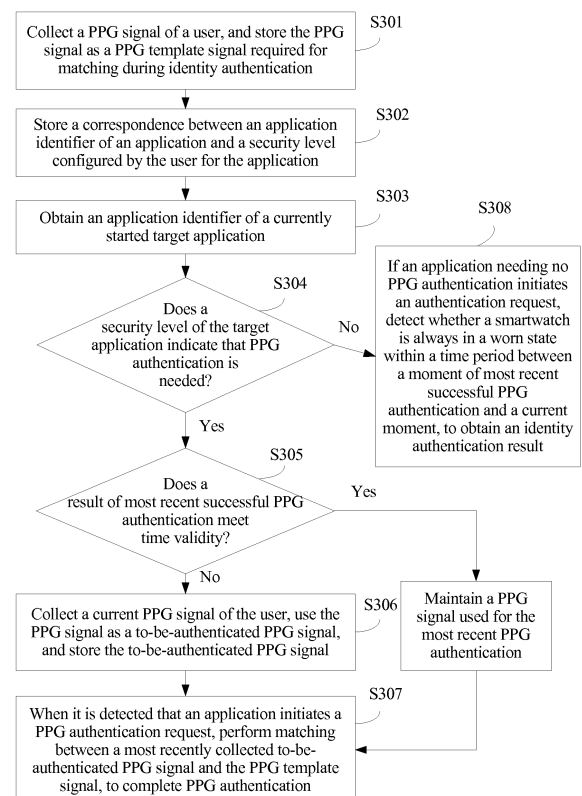 Collect a PPG signal of a user, and store the PPG
signal as a PPG template signal required for
matching during identity authentication
S301
Store a correspondence between an application
identifier of an application and a security level
configured by the user for the application
S302
Obtain an application identifier of a currently
started target application
S303
S304
Does a
security level of the target
application indicate that PPG
authentication is
needed?
No
S308
If an application needing no
PPG authentication initiates
an authentication request,
detect whether a smartwatch
is always in a worn state
within a time period between
a moment of most recent
successful PPG
authentication and a current
moment, to obtain an identity
authentication result
Yes
S305
Does a
result of most recent successful PPG
authentication meet
time validity?
Yes
No
Collect a current PPG signal of the user, use the
PPG signal as a to-be-authenticated PPG signal,
and store the to-be-authenticated PPG signal
S306
Maintain a PPG
signal used for the
most recent PPG
authentication
S307
When it is detected that an application initiates a
PPG authentication request, perform matching
between a most recently collected to-be-
authenticated PPG signal and the PPG template
signal, to complete PPG authentication